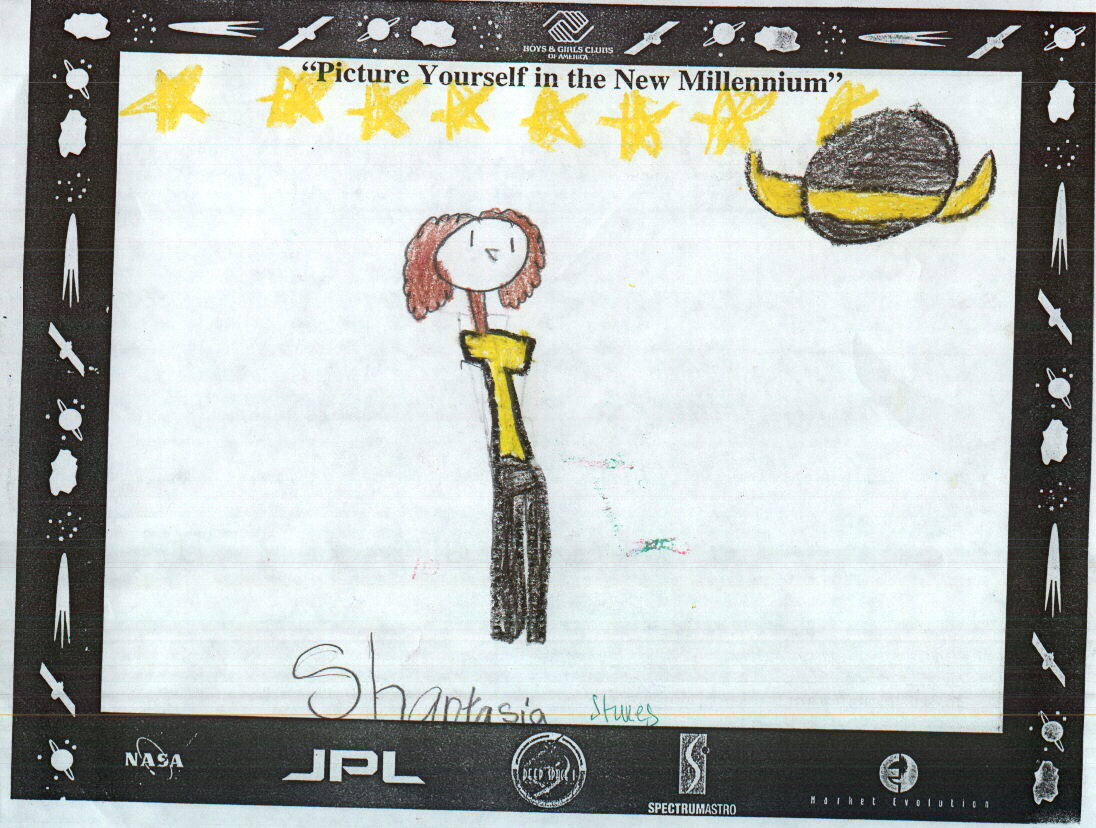 BOYS & GIRLS CLUBS
OF AMERICA
“Picture Yourself in the New Millennium”
Shantasia
NASA
JPL
DEEP SPACE 1
SPECTRUMASTRO
Market Evolution